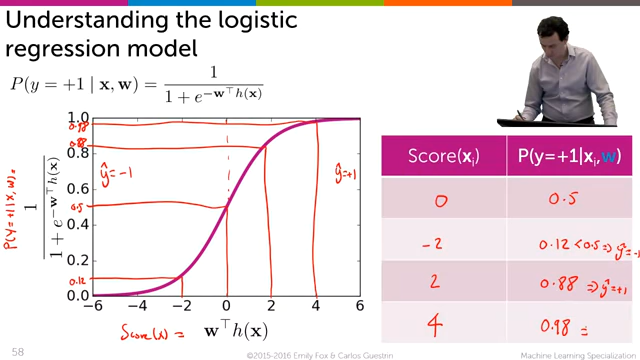 Understanding the logistic
regression model
P(y = +1 | x, w) = 1 / (1 + e^{-w^⊤ h(x)})
1.0
0.98
0.88
0.8
0.6
0.5
0.4
0.2
0.12
0.0
ŷ=-1
ŷ=+1
P(y=+1|x,w)=
1 / (1 + e^{-w^⊤ h(x)})
−6 −4 −2 0 2 4 6
Score(x) = w^⊤ h(x)
Score(xᵢ) P(y=+1|xᵢ,w)
0 0.5
-2 0.12 <0.5 ⇒ ŷ=-1
2 0.88 ⇒ ŷ=+1
4 0.98 =
58
©2015-2016 Emily Fox & Carlos Guestrin
Machine Learning Specialization